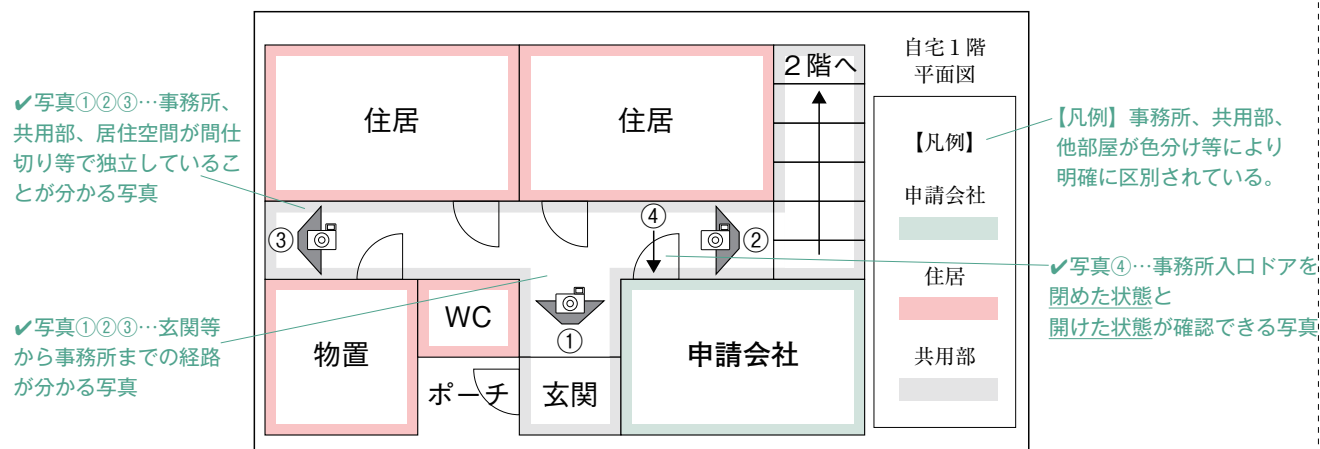 ✔写真①②③…事務所、
共用部、居住空間が間仕
切り等で独立しているこ
とが分かる写真
✔写真①②③…玄関等
から事務所までの経路
が分かる写真
住居
住居
2階へ
③
④
②
①
物置
WC
ポーチ
玄関
申請会社
自宅1階
平面図
【凡例】
申請会社
住居
共用部
【凡例】事務所、共用部、
他部屋が色分け等により
明確に区別されている。
✔写真④…事務所入口ドアを
閉めた状態と
開けた状態が確認できる写真